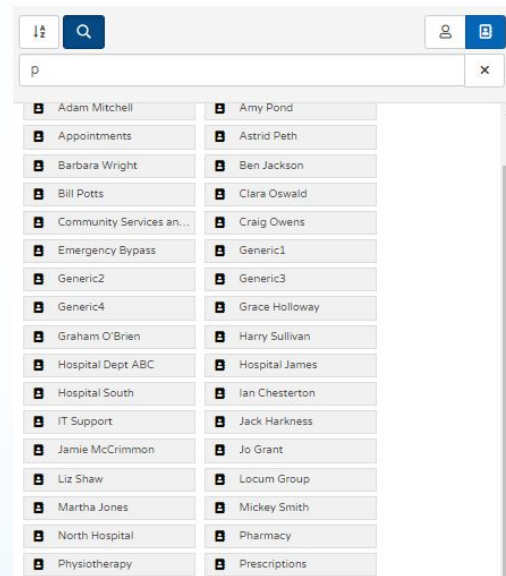 p
Adam Mitchell Amy Pond
Appointments Astrid Peth
Barbara Wright Ben Jackson
Bill Potts Clara Oswald
Community Services an... Craig Owens
Emergency Bypass Generic1
Generic2 Generic3
Generic4 Grace Holloway
Graham O'Brien Harry Sullivan
Hospital Dept ABC Hospital James
Hospital South Ian Chesterton
IT Support Jack Harkness
Jamie McCrimmon Jo Grant
Liz Shaw Locum Group
Martha Jones Mickey Smith
North Hospital Pharmacy
Physiotherapy Prescriptions